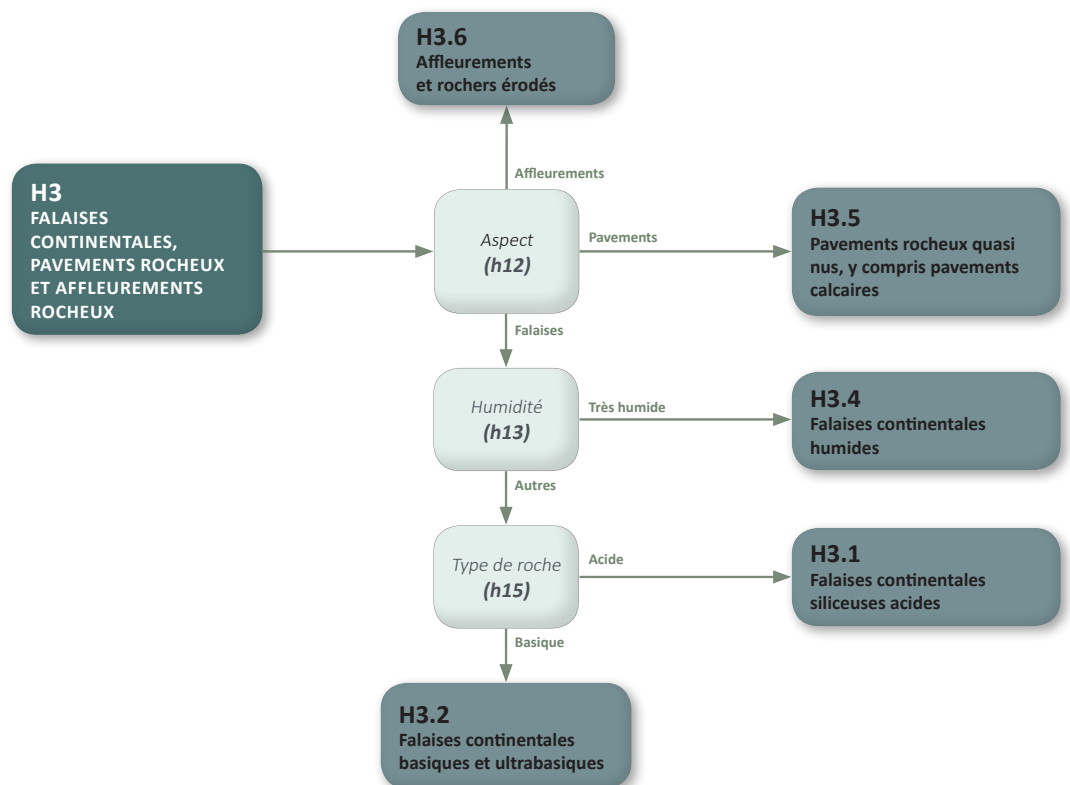 H3.6
Affleurements
et rochers érodés
Affleurements
H3
FALAISES
CONTINENTALES,
PAVEMENTS ROCHEUX
ET AFFLEUREMENTS
ROCHEUX
Aspect
(h12)
Pavements
H3.5
Pavements rocheux quasi
nus, y compris pavements
calcaires
Falaises
Humidité
(h13)
Très humide
H3.4
Falaises continentales
humides
Autres
Type de roche
(h15)
Acide
H3.1
Falaises continentales
siliceuses acides
Basique
H3.2
Falaises continentales
basiques et ultrabasiques